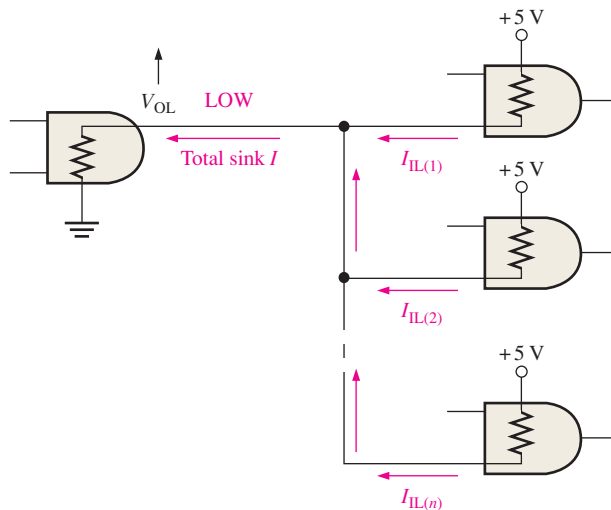 +5 V
V_OL
LOW
Total sink I
I_IL(1)
+5 V
I_IL(2)
+5 V
I_IL(n)